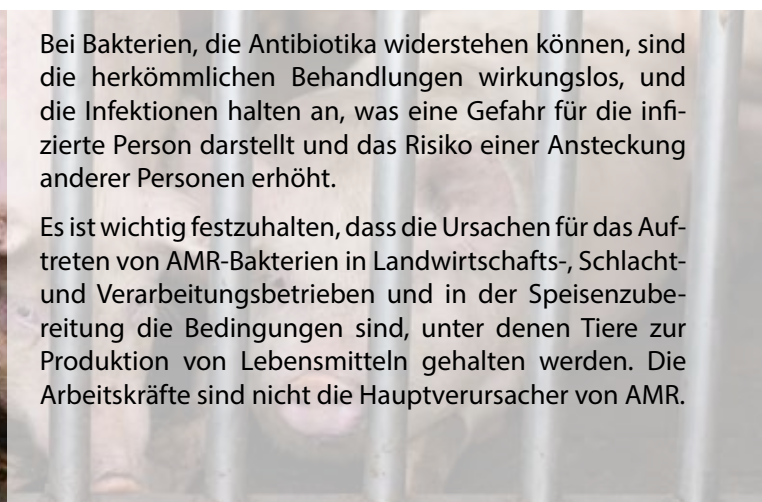 Bei Bakterien, die Antibiotika widerstehen können, sind
die herkömmlichen Behandlungen wirkungslos, und
die Infektionen halten an, was eine Gefahr für die infi-
zierte Person darstellt und das Risiko einer Ansteckung
anderer Personen erhöht.
Es ist wichtig festzuhalten, dass die Ursachen für das Auf-
treten von AMR-Bakterien in Landwirtschafts-, Schlacht-
und Verarbeitungsbetrieben und in der Speisenzube-
reitung die Bedingungen sind, unter denen Tiere zur
Produktion von Lebensmitteln gehalten werden. Die
Arbeitskräfte sind nicht die Hauptverursacher von AMR.